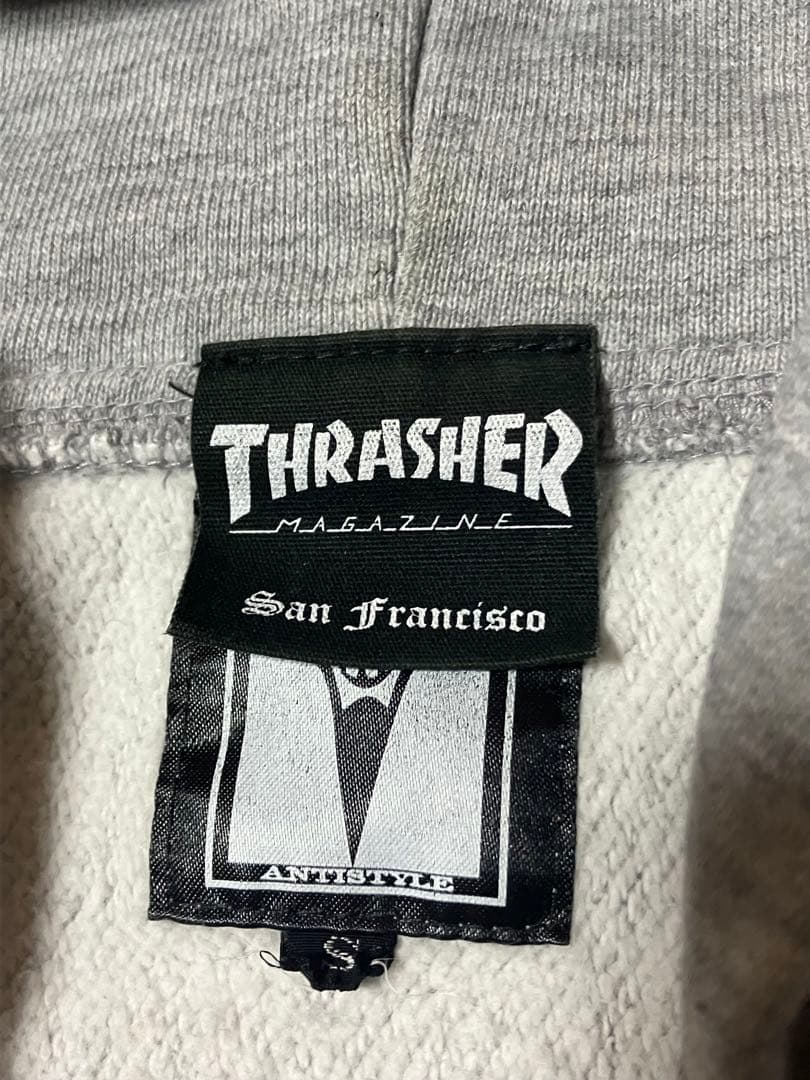 THRASHER
MAGAZINE
San Francisco
ANTISTYLE
S